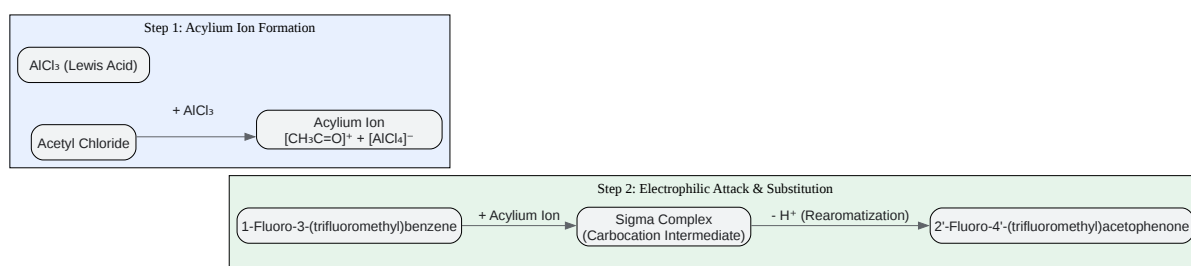 Step 1: Acylium Ion Formation
AlCl₃ (Lewis Acid)
+ AlCl₃
Acetyl Chloride
Acylium Ion
[CH₃C=O]⁺ + [AlCl₄]⁻
Step 2: Electrophilic Attack & Substitution
1-Fluoro-3-(trifluoromethyl)benzene
+ Acylium Ion
Sigma Complex
(Carbocation Intermediate)
- H⁺ (Rearomatization)
2'-Fluoro-4'-(trifluoromethyl)acetophenone